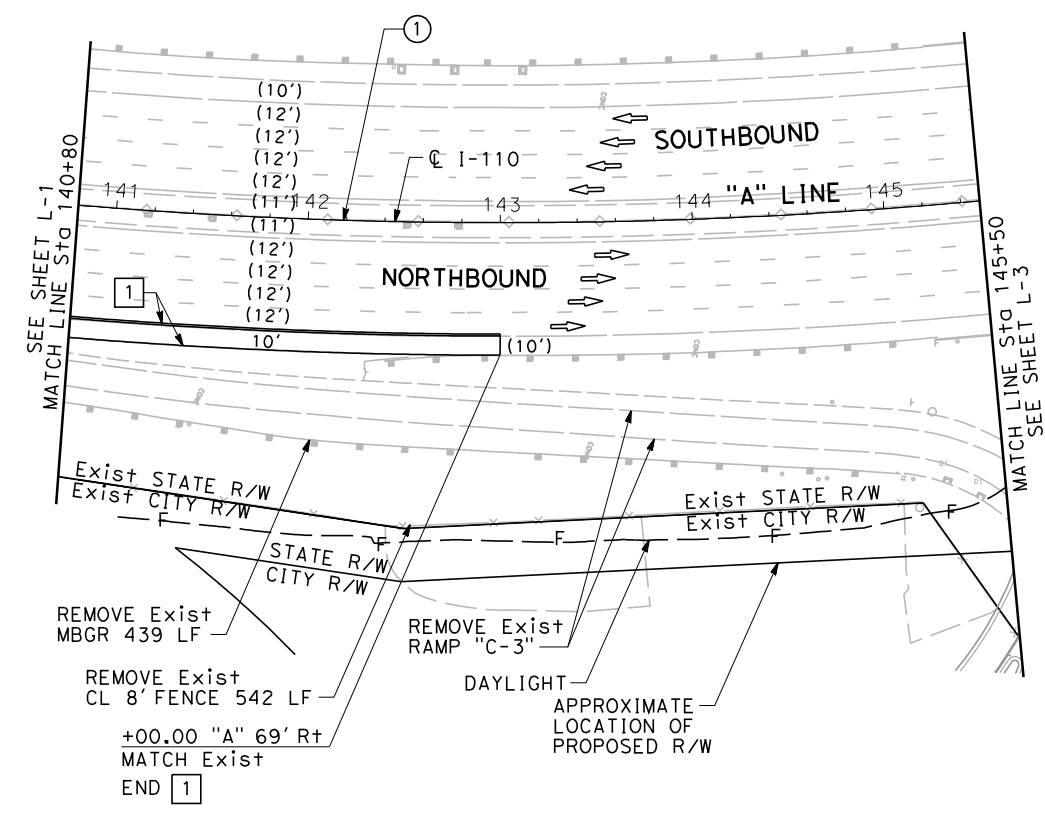 1
(10')
(12')
(12')
(12')
(12')
(11')
SOUTHBOUND
℄ I-110
"A" LINE
141
142
143
144
145
SEE SHEET L-1
MATCH LINE Sta 140+80
(11')
(12')
(12')
(12')
(12')
NORTHBOUND
1
10'
(10')
CONC
CONC
CONC
CONC
MATCH LINE Sta 145+50
SEE SHEET L-3
Exist STATE R/W
Exist CITY R/W
Exist STATE R/W
Exist CITY R/W
F
F
F
F
F
STATE R/W
CITY R/W
REMOVE Exist
MBGR 439 LF
REMOVE Exist
CL 8' FENCE 542 LF
+00.00 "A" 69' Rt
MATCH Exist
END 1
REMOVE Exist
RAMP "C-3"
DAYLIGHT
APPROXIMATE
LOCATION OF
PROPOSED R/W